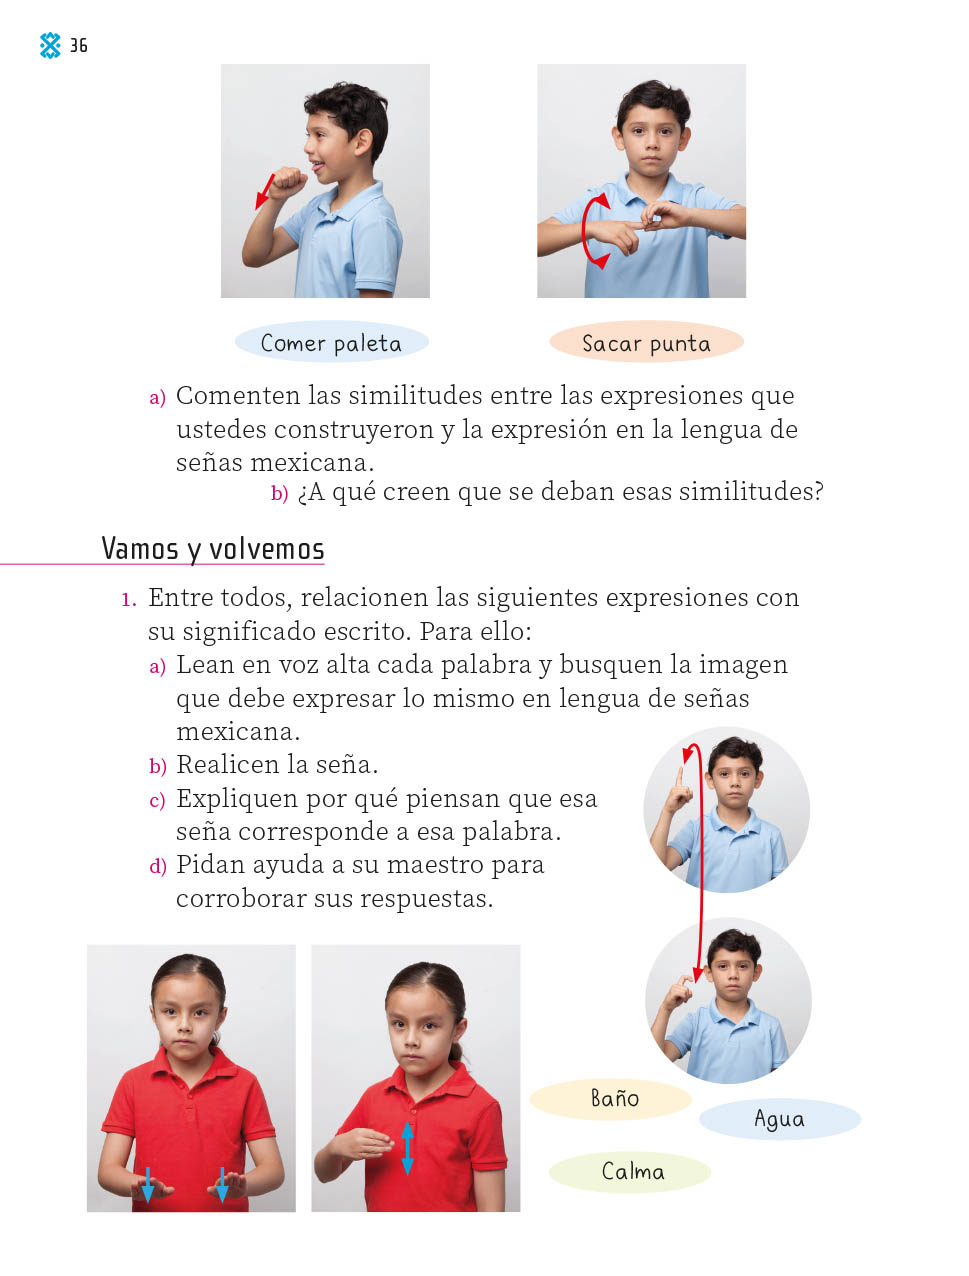 36
Comer paleta
Sacar punta
a) Comenten las similitudes entre las expresiones que
ustedes construyeron y la expresión en la lengua de
señas mexicana.
b) ¿A qué creen que se deban esas similitudes?
Vamos y volvemos
1. Entre todos, relacionen las siguientes expresiones con
su significado escrito. Para ello:
a) Lean en voz alta cada palabra y busquen la imagen
que debe expresar lo mismo en lengua de señas
mexicana.
b) Realicen la seña.
c) Expliquen por qué piensan que esa
seña corresponde a esa palabra.
d) Pidan ayuda a su maestro para
corroborar sus respuestas.
Baño
Agua
Calma